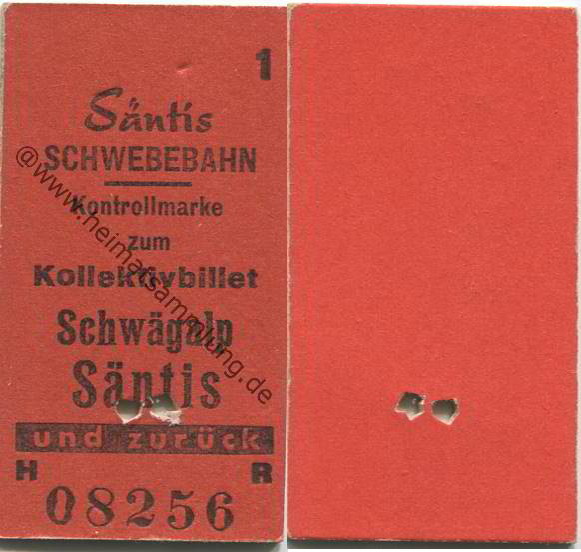 1
Säntis
SCHWEBEBAHN
Kontrollmarke
zum
Kollektivbillet
Schwägalp
Säntis
und zurück
H R
08256
@www.heimatsammlung.de